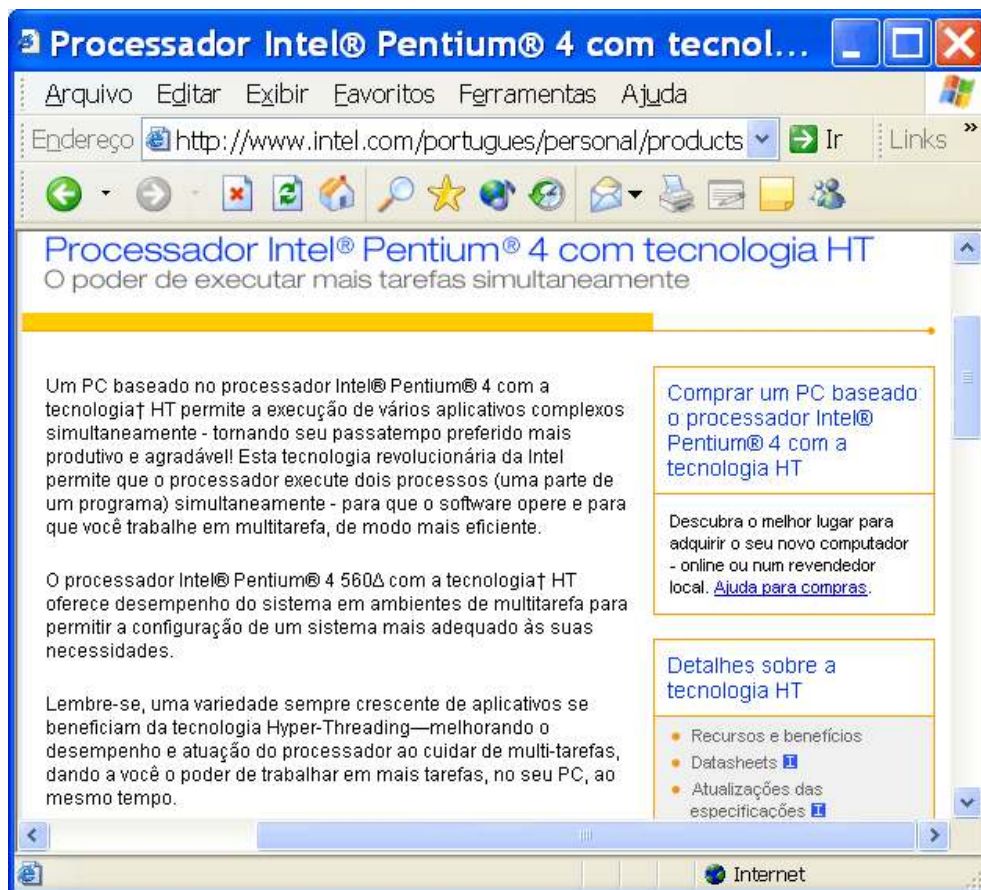 Processador Intel® Pentium® 4 com tecnol...
Arquivo Editar Exibir Favoritos Ferramentas Ajuda
Endereço http://www.intel.com/portugues/personal/products Ir Links »
Processador Intel® Pentium® 4 com tecnologia HT
O poder de executar mais tarefas simultaneamente
Um PC baseado no processador Intel® Pentium® 4 com a
tecnologia† HT permite a execução de vários aplicativos complexos
simultaneamente - tornando seu passatempo preferido mais
produtivo e agradável! Esta tecnologia revolucionária da Intel
permite que o processador execute dois processos (uma parte de
um programa) simultaneamente - para que o software opere e para
que você trabalhe em multitarefa, de modo mais eficiente.
O processador Intel® Pentium® 4 560Δ com a tecnologia† HT
oferece desempenho do sistema em ambientes de multitarefa para
permitir a configuração de um sistema mais adequado às suas
necessidades.
Lembre-se, uma variedade sempre crescente de aplicativos se
beneficiam da tecnologia Hyper-Threading—melhorando o
desempenho e atuação do processador ao cuidar de multi-tarefas,
dando a você o poder de trabalhar em mais tarefas, no seu PC, ao
mesmo tempo.
Comprar um PC baseado
o processador Intel®
Pentium® 4 com a
tecnologia HT
Descubra o melhor lugar para
adquirir o seu novo computador
- online ou num revendedor
local. Ajuda para compras.
Detalhes sobre a
tecnologia HT
Recursos e benefícios
Datasheets
Atualizações das
especificações
Internet